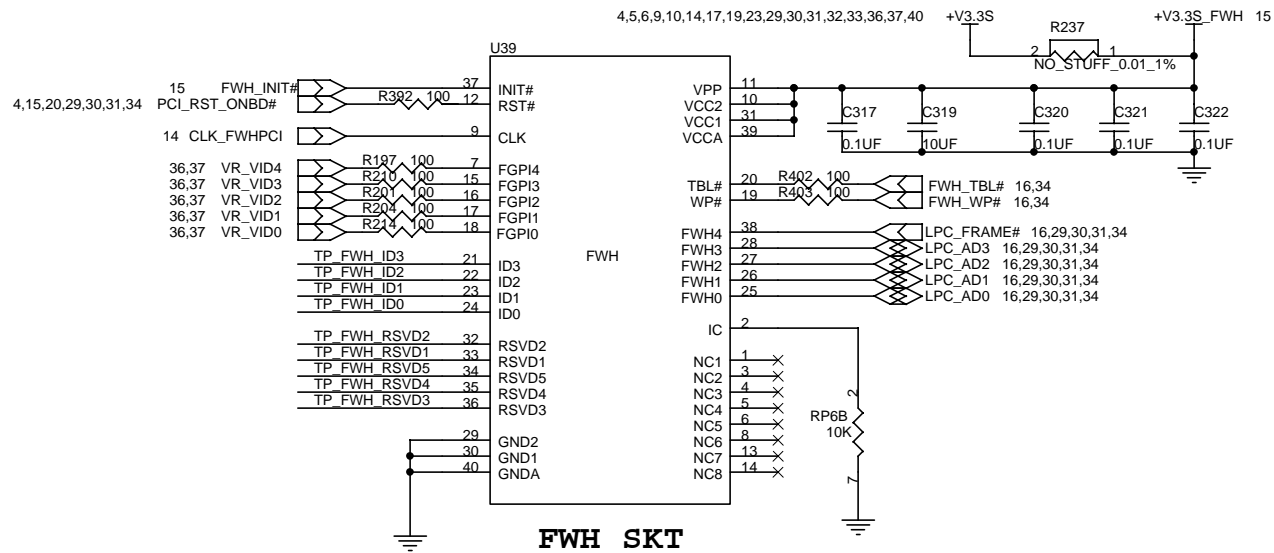 4,5,6,9,10,14,17,19,23,29,30,31,32,33,36,37,40 +V3.3S +V3.3S_FWH 15
R237
2 1
NO_STUFF_0.01_1%
U39
15 FWH_INIT# 37 INIT#
4,15,20,29,30,31,34 PCI_RST_ONBD# R392 100 12 RST#
14 CLK_FWHPCI 9 CLK
36,37 VR_VID4 R197 100 7 FGPI4
36,37 VR_VID3 R210 100 15 FGPI3
36,37 VR_VID2 R201 100 16 FGPI2
36,37 VR_VID1 R204 100 17 FGPI1
36,37 VR_VID0 R214 100 18 FGPI0
TP_FWH_ID3 21 ID3
TP_FWH_ID2 22 ID2
TP_FWH_ID1 23 ID1
TP_FWH_ID0 24 ID0
TP_FWH_RSVD2 32 RSVD2
TP_FWH_RSVD1 33 RSVD1
TP_FWH_RSVD5 34 RSVD5
TP_FWH_RSVD4 35 RSVD4
TP_FWH_RSVD3 36 RSVD3
29 GND2
30 GND1
40 GNDA
FWH
VPP 11
VCC2 10
VCC1 31
VCCA 39
C317 C319 C320 C321 C322
0.1UF 10UF 0.1UF 0.1UF 0.1UF
TBL# 20 R402 100 FWH_TBL# 16,34
WP# 19 R403 100 FWH_WP# 16,34
FWH4 38 LPC_FRAME# 16,29,30,31,34
FWH3 28 LPC_AD3 16,29,30,31,34
FWH2 27 LPC_AD2 16,29,30,31,34
FWH1 26 LPC_AD1 16,29,30,31,34
FWH0 25 LPC_AD0 16,29,30,31,34
IC 2
NC1 1
NC2 3
NC3 4
NC4 5
NC5 6
NC6 8
NC7 13
NC8 14
2
RP6B
10K
7
FWH SKT